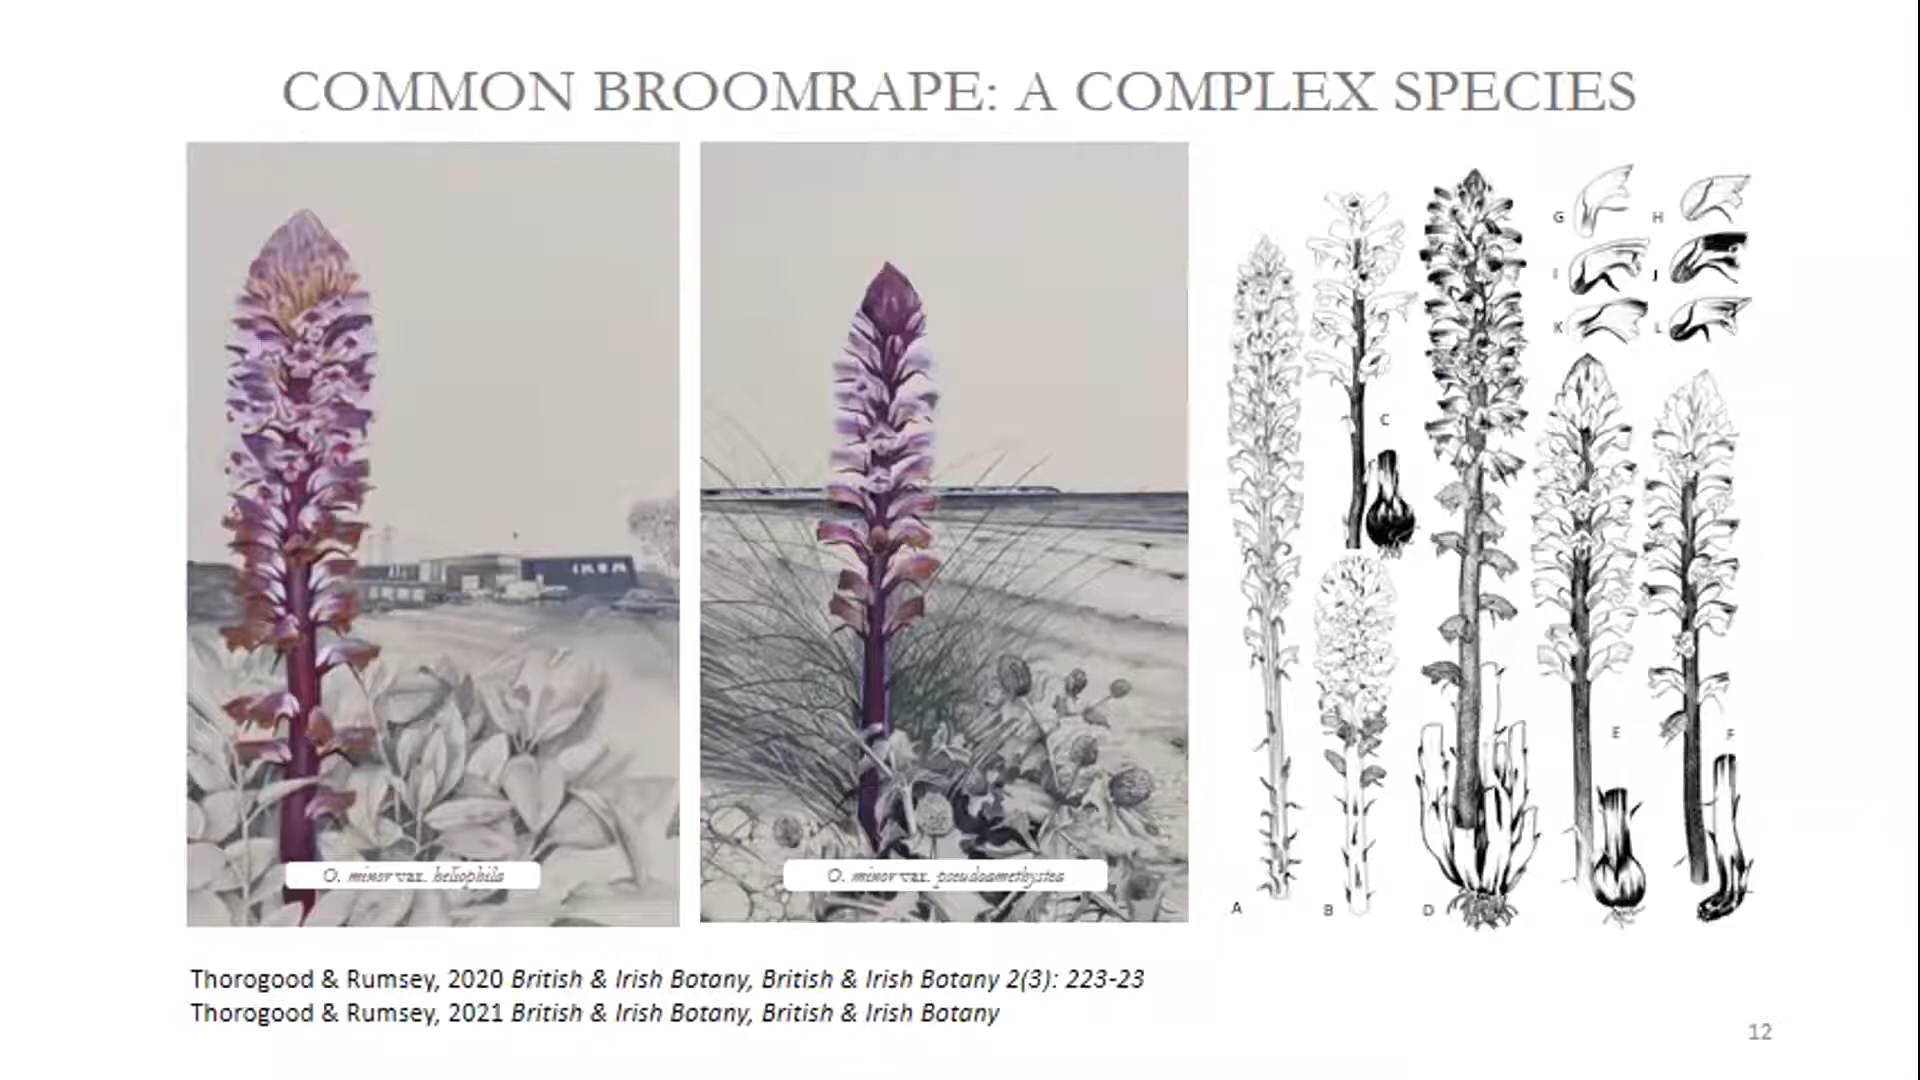 COMMON BROOMRAPE: A COMPLEX SPECIES
G H
I J
K L
C
E F
A B D
IKEA
O. minor var. heliophila
O. minor var. pseudoamethystea
Thorogood & Rumsey, 2020 British & Irish Botany, British & Irish Botany 2(3): 223-23
Thorogood & Rumsey, 2021 British & Irish Botany, British & Irish Botany
12